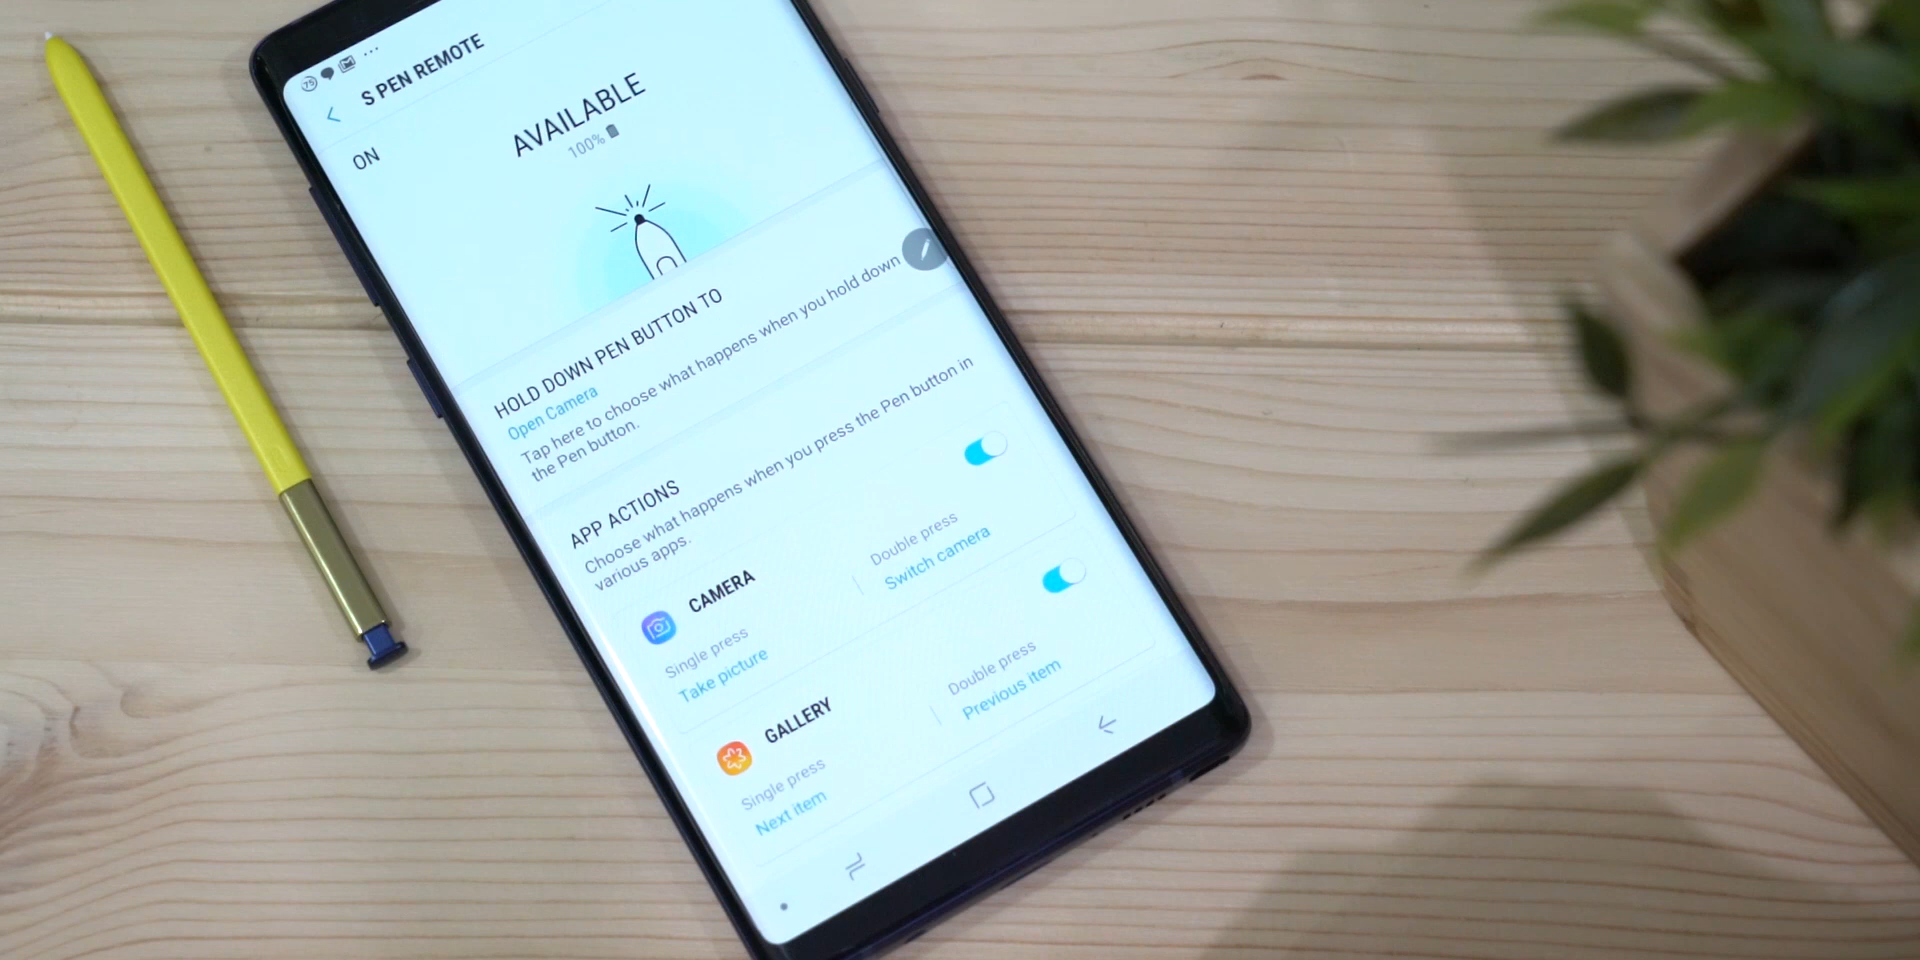 75
S PEN REMOTE
ON
AVAILABLE
100%
HOLD DOWN PEN BUTTON TO
Open Camera
Tap here to choose what happens when you hold down
the Pen button.
APP ACTIONS
Choose what happens when you press the Pen button in
various apps.
CAMERA
Single press
Take picture
Double press
Switch camera
GALLERY
Single press
Next item
Double press
Previous item